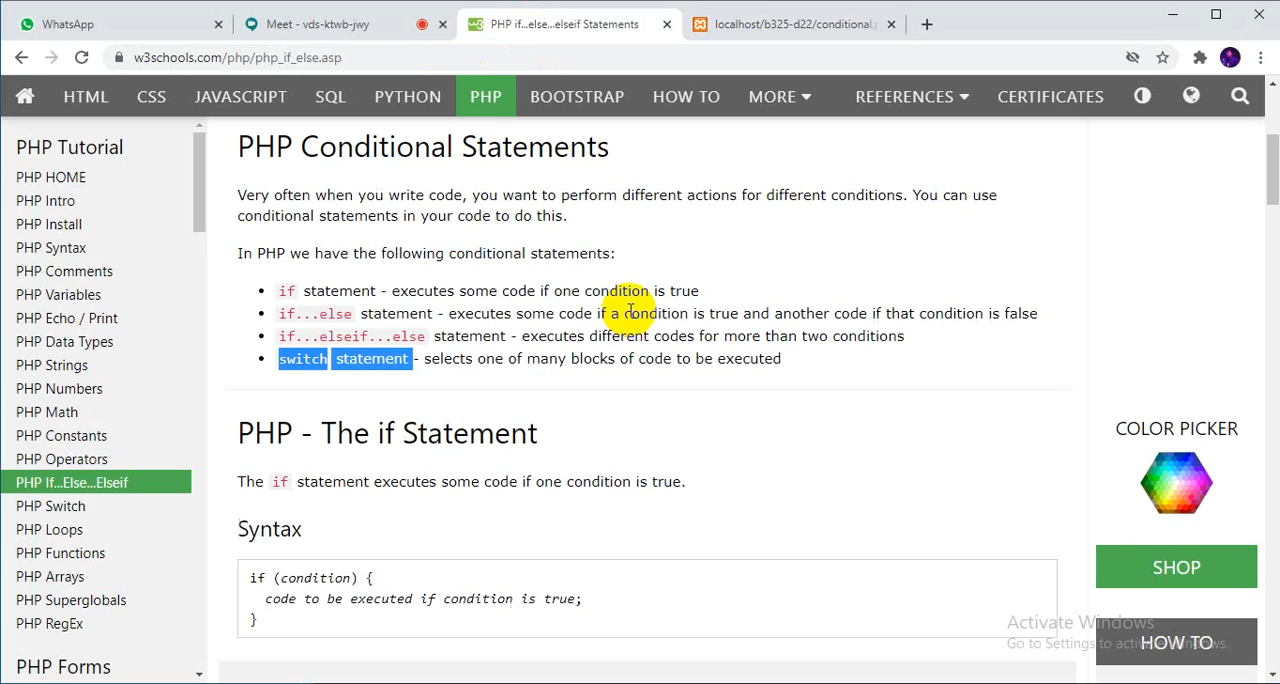 WhatsApp
Meet - vds-ktwb-jwy
PHP if...else...elseif Statements
localhost/b325-d22/conditional.
w3schools.com/php/php_if_else.asp
HTML CSS JAVASCRIPT SQL PYTHON PHP BOOTSTRAP HOW TO MORE REFERENCES CERTIFICATES
PHP Tutorial
PHP HOME
PHP Intro
PHP Install
PHP Syntax
PHP Comments
PHP Variables
PHP Echo / Print
PHP Data Types
PHP Strings
PHP Numbers
PHP Math
PHP Constants
PHP Operators
PHP If...Else...Elseif
PHP Switch
PHP Loops
PHP Functions
PHP Arrays
PHP Superglobals
PHP RegEx
PHP Forms
PHP Conditional Statements
Very often when you write code, you want to perform different actions for different conditions. You can use
conditional statements in your code to do this.
In PHP we have the following conditional statements:
• if statement - executes some code if one condition is true
• if...else statement - executes some code if a condition is true and another code if that condition is false
• if...elseif...else statement - executes different codes for more than two conditions
• switch statement - selects one of many blocks of code to be executed
PHP - The if Statement
The if statement executes some code if one condition is true.
Syntax
if (condition) {
code to be executed if condition is true;
}
COLOR PICKER
SHOP
HOW TO
Activate Windows
Go to Settings to activate Windows.